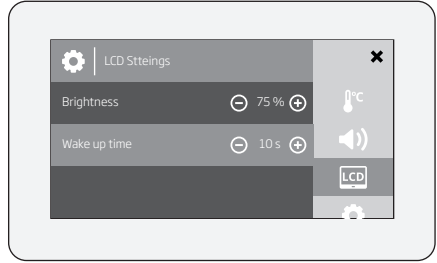 LCD Stteings
Brightness 75 %
Wake up time 10 s
°C
LCD